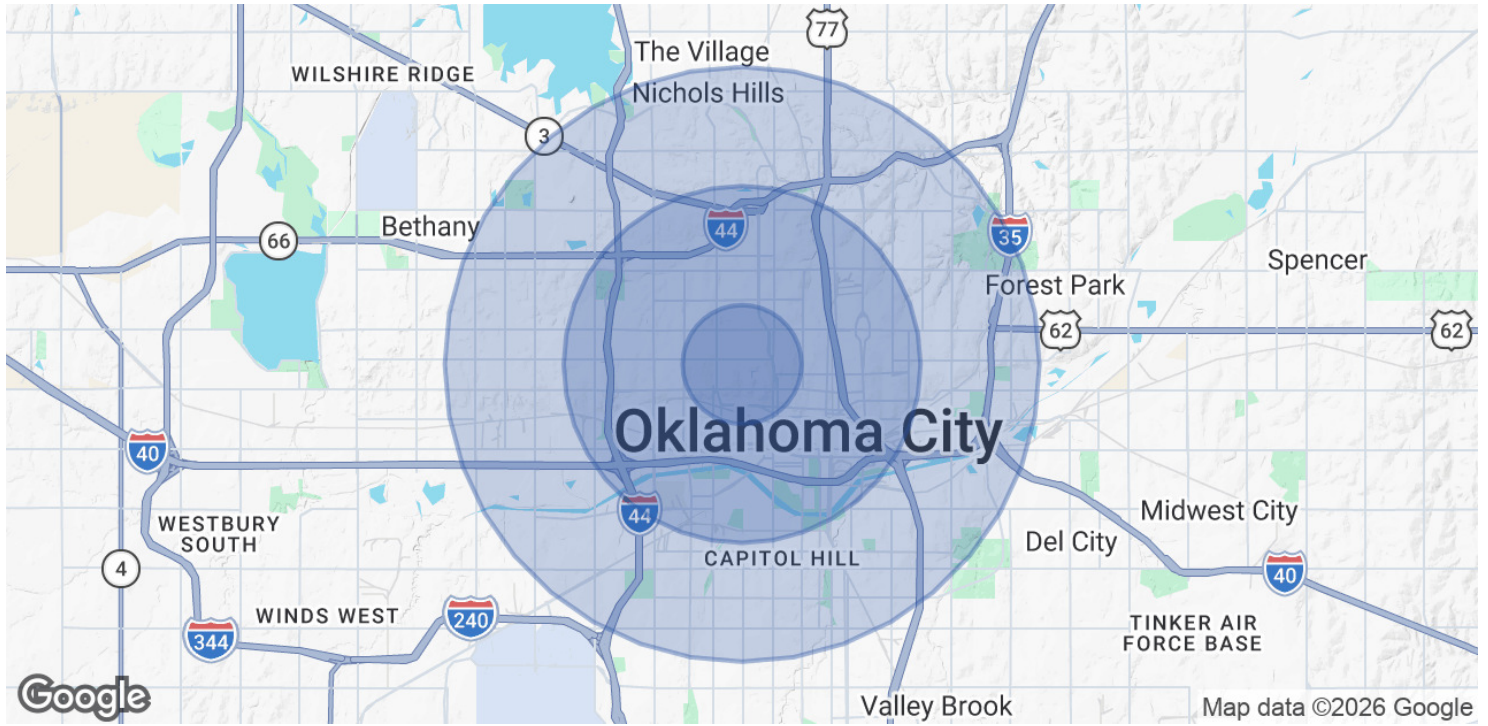 77
The Village
WILSHIRE RIDGE
Nichols Hills
3
Bethany
44
35
66
Spencer
Forest Park
62
62
Oklahoma City
40
44
WESTBURY
SOUTH
Midwest City
Del City
CAPITOL HILL
4
40
WINDS WEST
240
344
TINKER AIR
FORCE BASE
Google
Valley Brook
Map data ©2026 Google